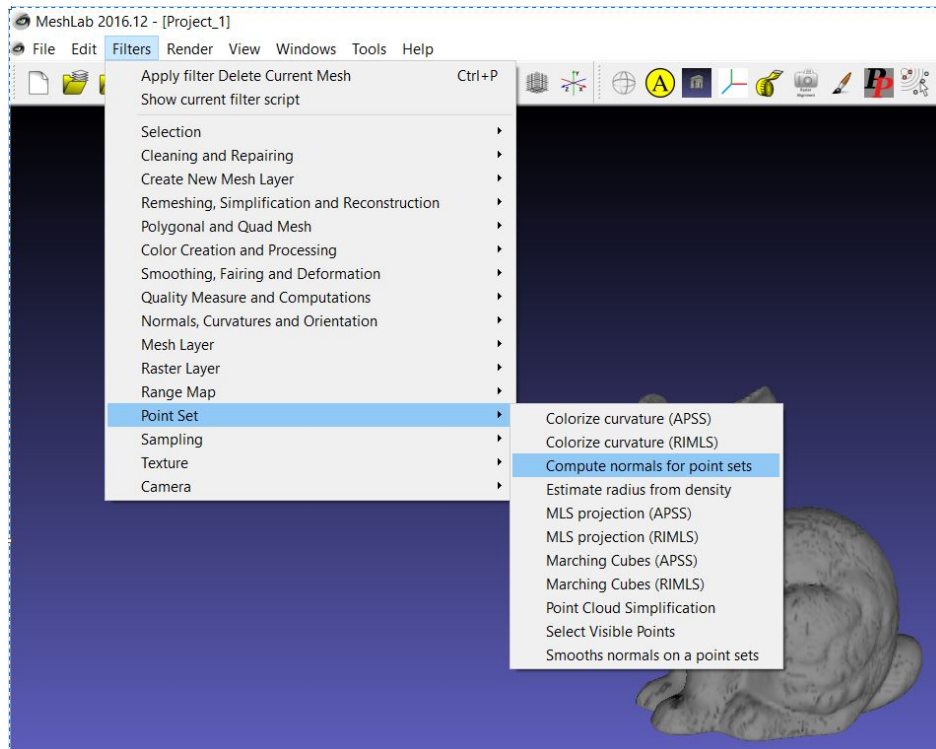 MeshLab 2016.12 - [Project_1]
File Edit Filters Render View Windows Tools Help
Apply filter Delete Current Mesh Ctrl+P
Show current filter script
A
Pp
Selection
Cleaning and Repairing
Create New Mesh Layer
Remeshing, Simplification and Reconstruction
Polygonal and Quad Mesh
Color Creation and Processing
Smoothing, Fairing and Deformation
Quality Measure and Computations
Normals, Curvatures and Orientation
Mesh Layer
Raster Layer
Range Map
Point Set
Sampling
Texture
Camera
Colorize curvature (APSS)
Colorize curvature (RIMLS)
Compute normals for point sets
Estimate radius from density
MLS projection (APSS)
MLS projection (RIMLS)
Marching Cubes (APSS)
Marching Cubes (RIMLS)
Point Cloud Simplification
Select Visible Points
Smooths normals on a point sets